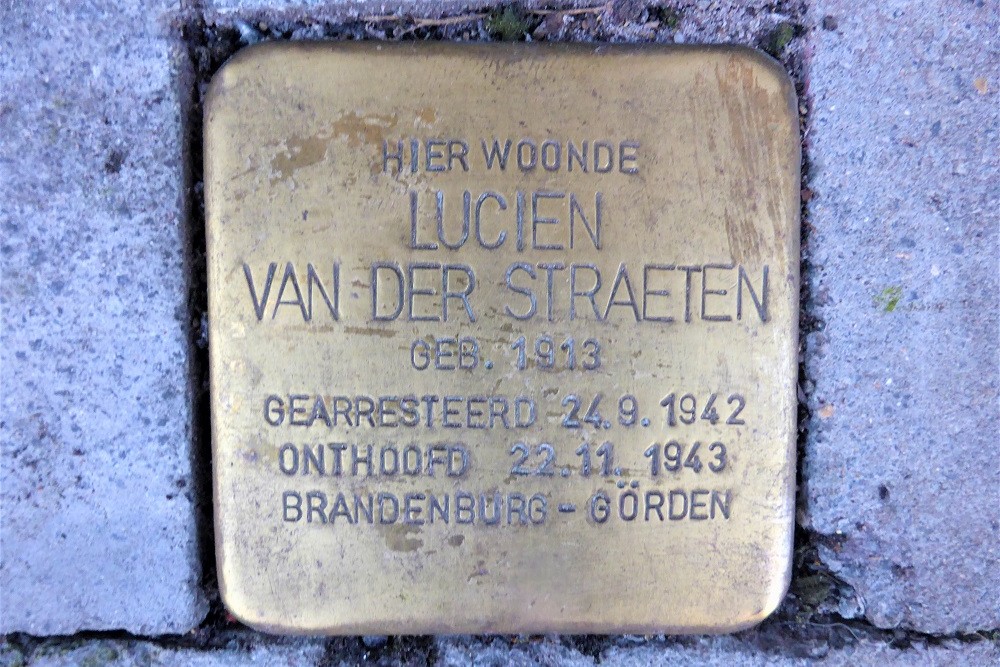 HIER WOONDE
LUCIEN
VAN DER STRAETEN
GEB. 1913
GEARRESTEERD 24.9.1942
ONTHOOFD 22.11.1943
BRANDENBURG - GÖRDEN